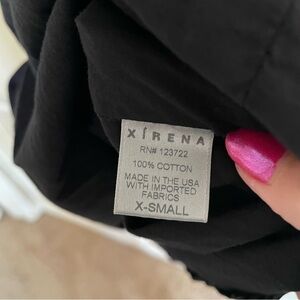 XÍRENA
RN# 123722
100% COTTON
MADE IN THE USA
WITH IMPORTED
FABRICS
X-SMALL